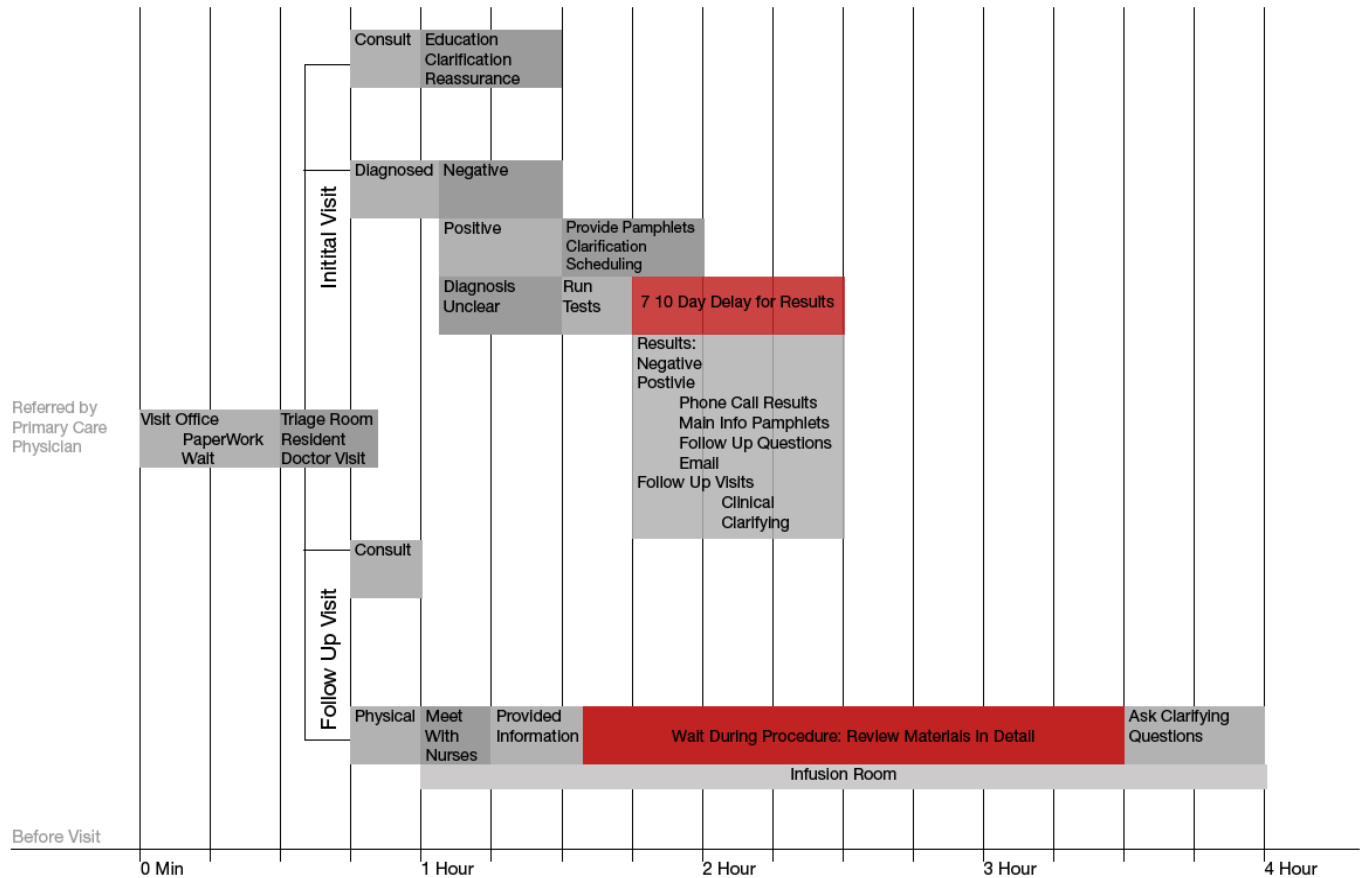 Consult
Education
Clarification
Reassurance
Initital Visit
Diagnosed
Negative
Positive
Provide Pamphlets
Clarification
Scheduling
Diagnosis
Unclear
Run
Tests
7 10 Day Delay for Results
Results:
Negative
Postivie
Phone Call Results
Main Info Pamphlets
Follow Up Questions
Email
Follow Up Visits
Clinical
Clarifying
Referred by
Primary Care
Physician
Visit Office
PaperWork
Wait
Triage Room
Resident
Doctor Visit
Follow Up Visit
Consult
Physical
Meet
With
Nurses
Provided
Information
Wait During Procedure: Review Materials In Detail
Ask Clarifying
Questions
Infusion Room
Before Visit
0 Min
1 Hour
2 Hour
3 Hour
4 Hour